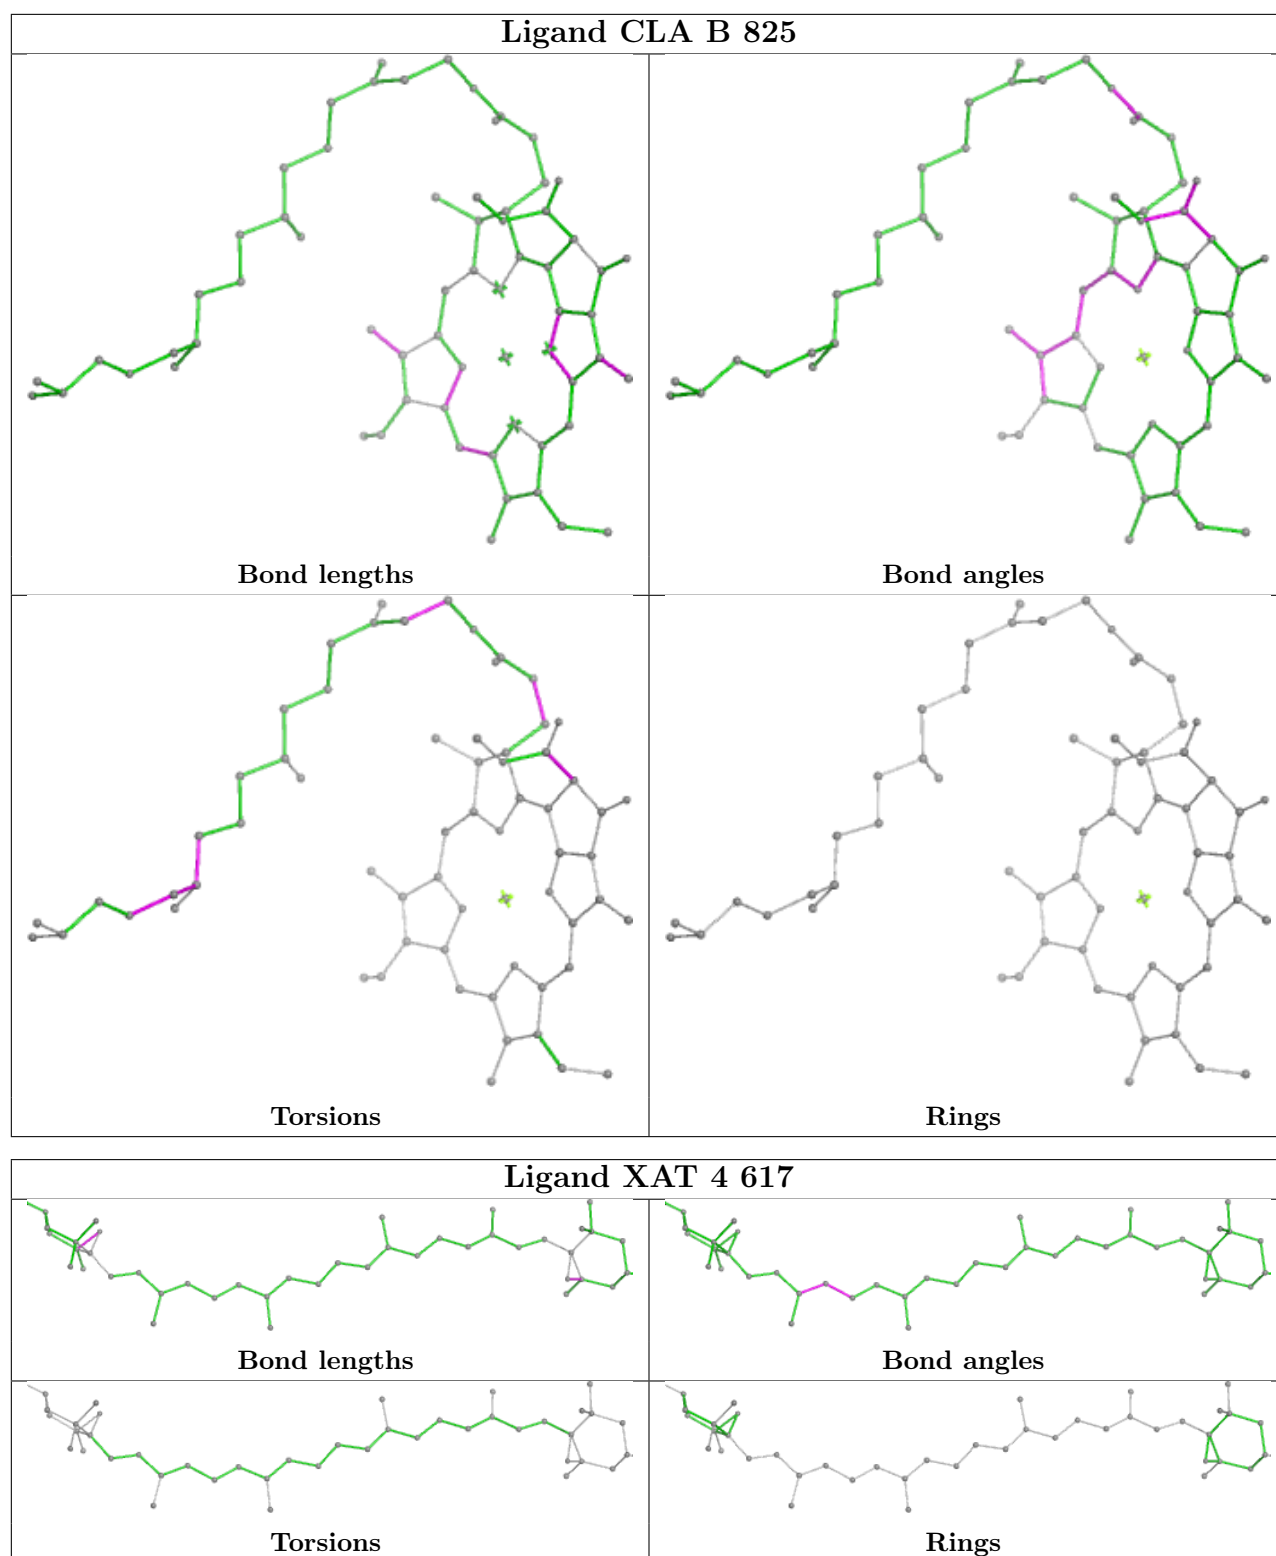 Ligand CLA B 825
Bond lengths
Bond angles
Torsions
Rings
Ligand XAT 4 617
Bond lengths
Bond angles
Torsions
Rings